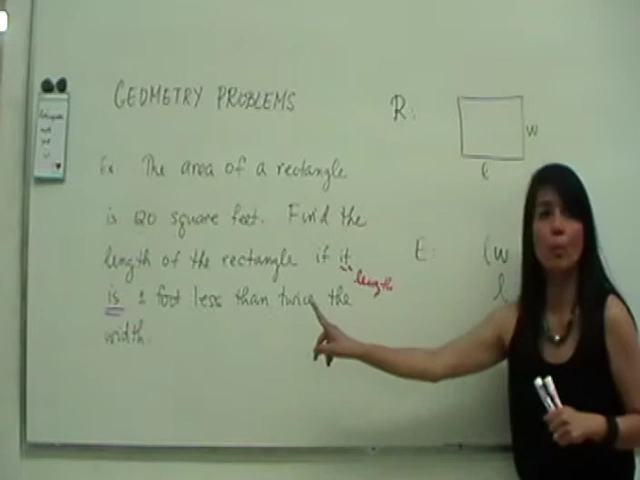 GEOMETRY PROBLEMS
R:
w
l
Ex The area of a rectangle
is 120 square feet. Find the
length of the rectangle if it
length
is 1 foot less than twice the
width.
E: lw
l